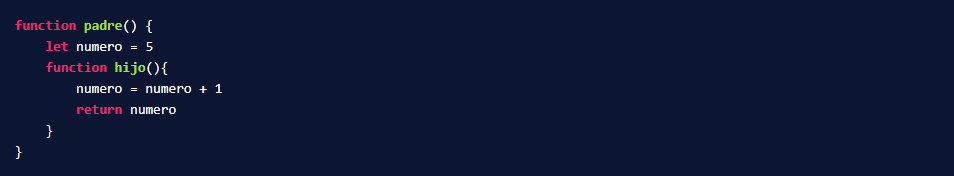 function padre() {
    let numero = 5
    function hijo(){
        numero = numero + 1
        return numero
    }
}